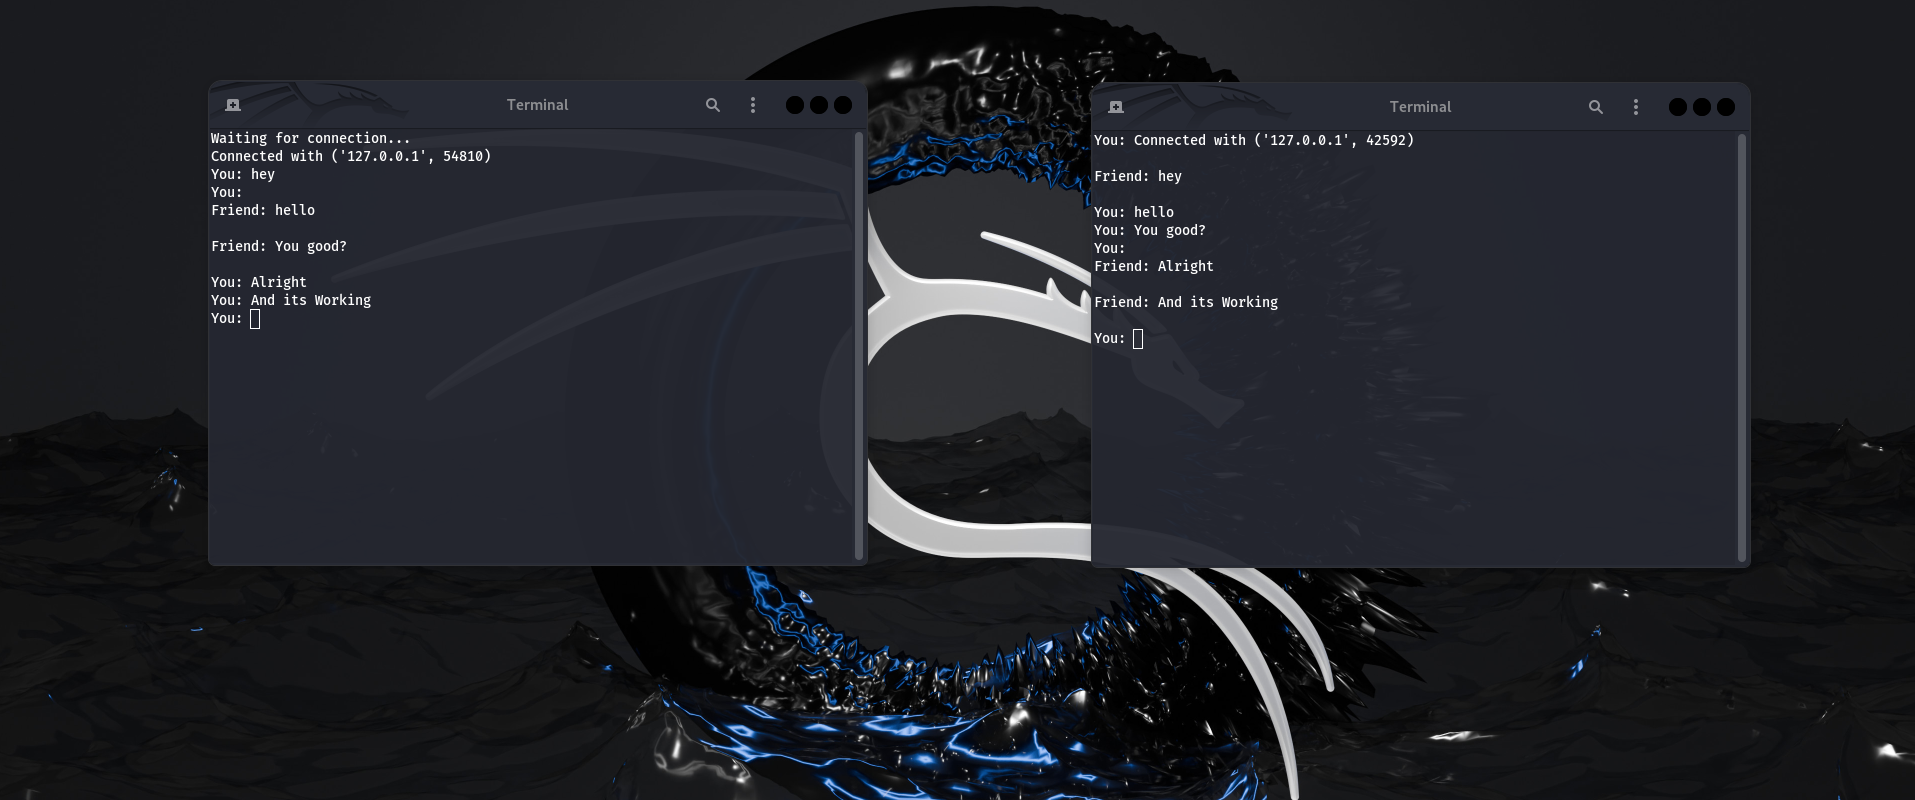 Terminal
Waiting for connection...
Connected with ('127.0.0.1', 54810)
You: hey
You:
Friend: hello
Friend: You good?
You: Alright
You: And its Working
You:
Terminal
You: Connected with ('127.0.0.1', 42592)
Friend: hey
You: hello
You: You good?
You:
Friend: Alright
Friend: And its Working
You: